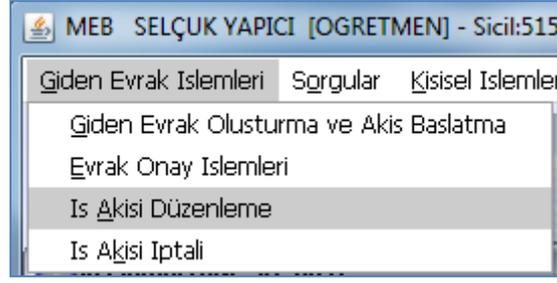 MEB SELÇUK YAPICI [OGRETMEN] - Sicil:515
Giden Evrak Islemleri Sorgular Kisisel Islemler
Giden Evrak Olusturma ve Akis Baslatma
Evrak Onay Islemleri
Is Akisi Düzenleme
Is Akisi Iptali